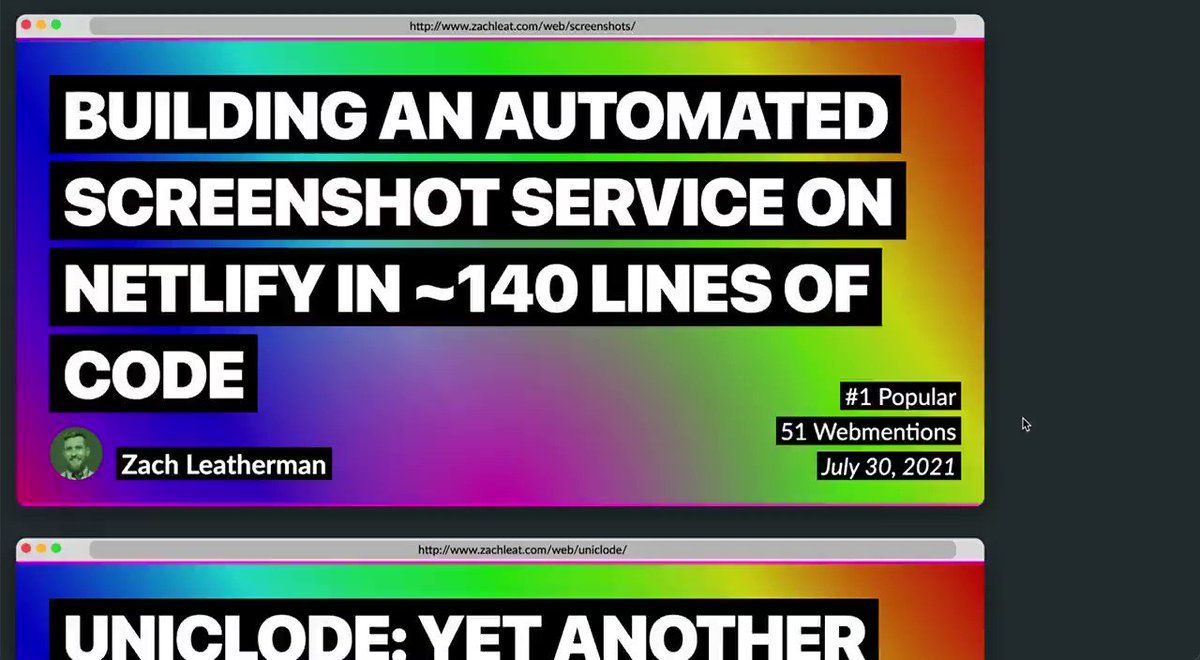 http://www.zachleat.com/web/screenshots/
BUILDING AN AUTOMATED
SCREENSHOT SERVICE ON
NETLIFY IN ~140 LINES OF
CODE
#1 Popular
51 Webmentions
Zach Leatherman
July 30, 2021
http://www.zachleat.com/web/uniclode/
UNICLODE: YET ANOTHER